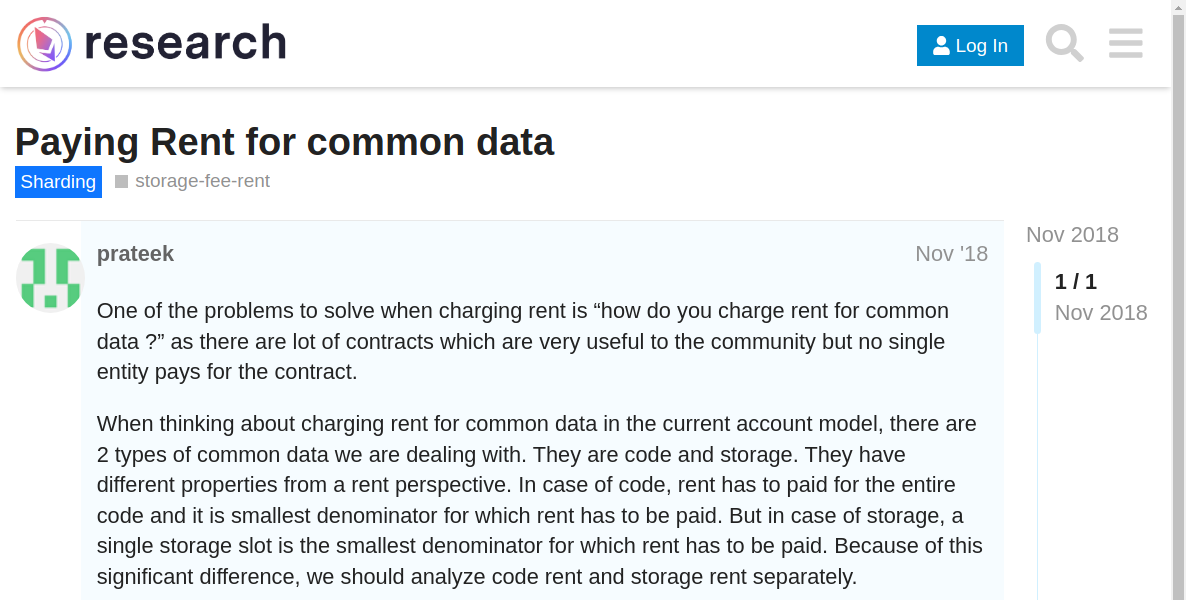 research
Log In
Paying Rent for common data
Sharding
storage-fee-rent
prateek
Nov '18
One of the problems to solve when charging rent is “how do you charge rent for common
data ?” as there are lot of contracts which are very useful to the community but no single
entity pays for the contract.
When thinking about charging rent for common data in the current account model, there are
2 types of common data we are dealing with. They are code and storage. They have
different properties from a rent perspective. In case of code, rent has to paid for the entire
code and it is smallest denominator for which rent has to be paid. But in case of storage, a
single storage slot is the smallest denominator for which rent has to be paid. Because of this
significant difference, we should analyze code rent and storage rent separately.
Nov 2018
1 / 1
Nov 2018